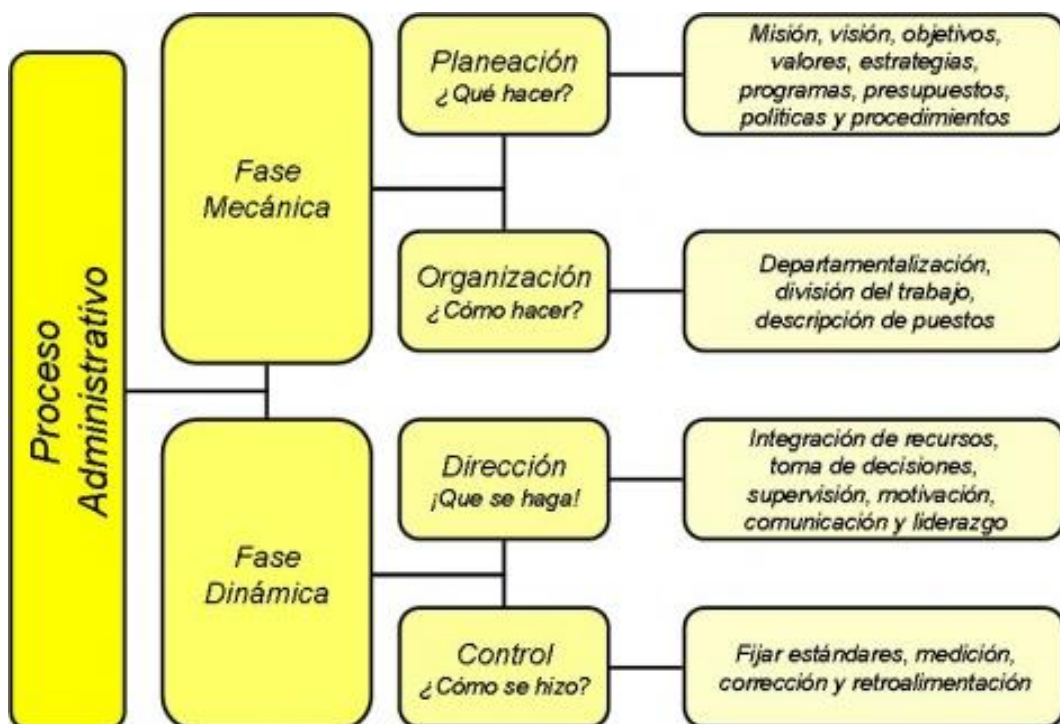 Proceso
Administrativo
Fase
Mecánica
Planeación
¿Qué hacer?
Misión, visión, objetivos,
valores, estrategias,
programas, presupuestos,
políticas y procedimientos
Organización
¿Cómo hacer?
Departamentalización,
división del trabajo,
descripción de puestos
Fase
Dinámica
Dirección
¡Que se haga!
Integración de recursos,
toma de decisiones,
supervisión, motivación,
comunicación y liderazgo
Control
¿Cómo se hizo?
Fijar estándares, medición,
corrección y retroalimentación